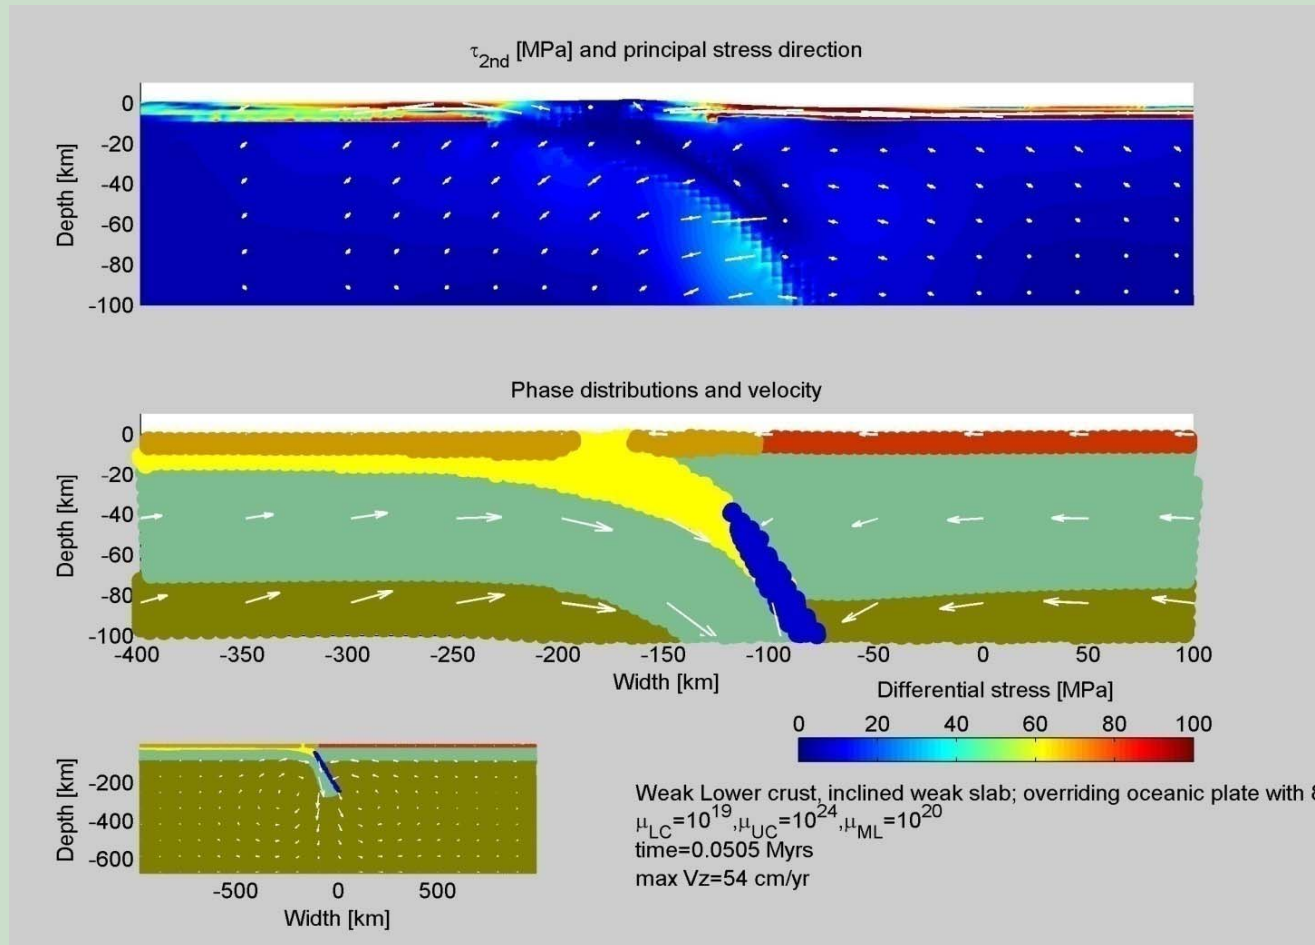 τ2nd [MPa] and principal stress direction
0
-20
-40
-60
-80
-100
Depth [km]
Phase distributions and velocity
0
-20
-40
-60
-80
-100
Depth [km]
-400 -350 -300 -250 -200 -150 -100 -50 0 50 100
Width [km]
Differential stress [MPa]
0 20 40 60 80 100
-200
-400
-600
Depth [km]
-500 0 500
Width [km]
Weak Lower crust, inclined weak slab; overriding oceanic plate with
μLC=10^19,μUC=10^24,μML=10^20
time=0.0505 Myrs
max Vz=54 cm/yr